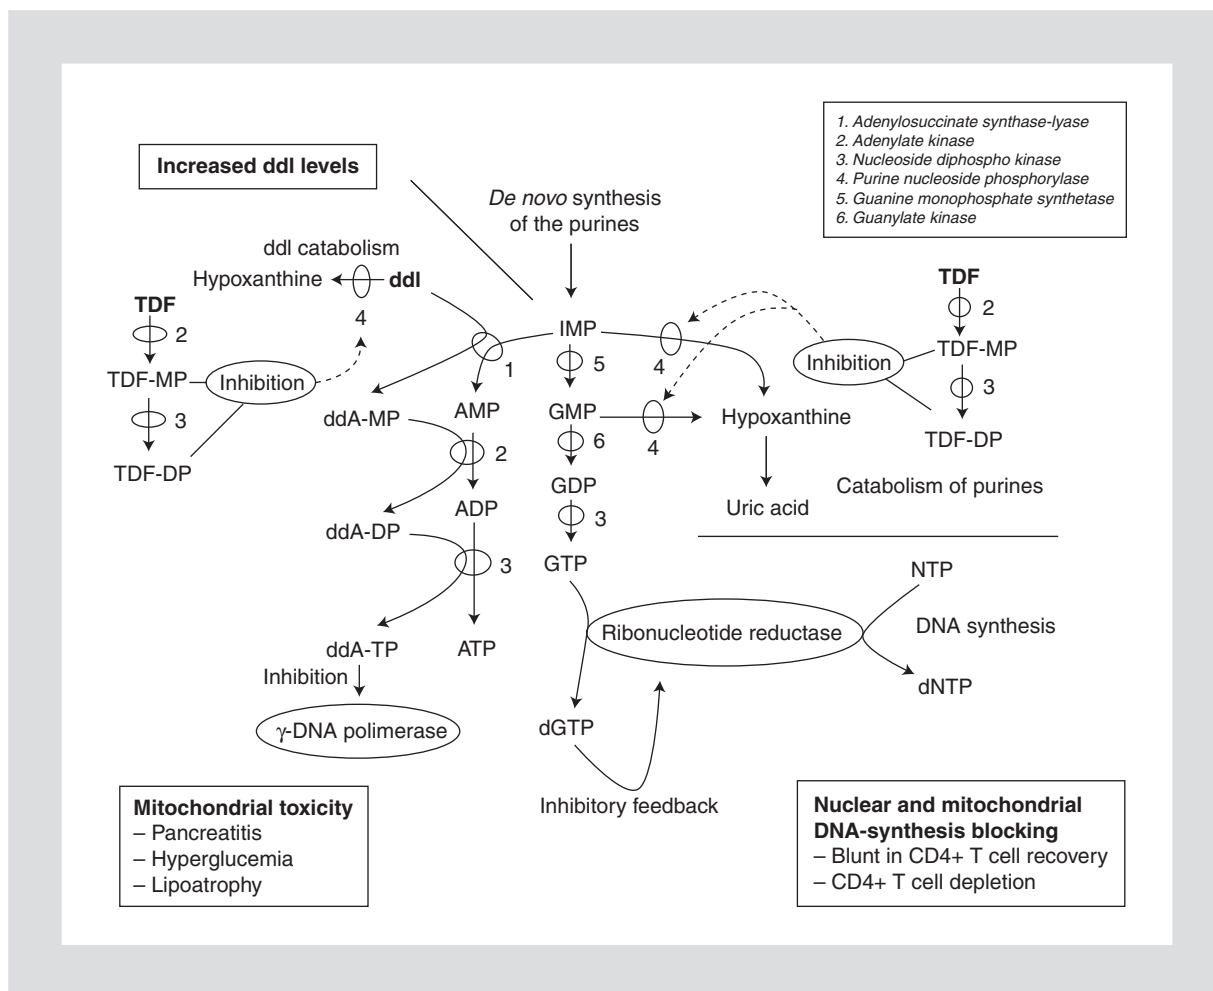 1. Adenylosuccinate synthase-lyase
2. Adenylate kinase
3. Nucleoside diphospho kinase
4. Purine nucleoside phosphorylase
5. Guanine monophosphate synthetase
6. Guanylate kinase
Increased ddI levels
De novo synthesis
of the purines
ddI catabolism
Hypoxanthine
ddI
4
TDF
2
TDF-MP
Inhibition
3
TDF-DP
IMP
1
5
4
ddA-MP
AMP
GMP
4
Hypoxanthine
2
6
ddA-DP
ADP
GDP
Uric acid
3
3
GTP
ddA-TP
ATP
Inhibition
γ-DNA polimerase
TDF
2
TDF-MP
Inhibition
3
TDF-DP
Catabolism of purines
NTP
Ribonucleotide reductase
DNA synthesis
dNTP
dGTP
Inhibitory feedback
Mitochondrial toxicity
– Pancreatitis
– Hyperglucemia
– Lipoatrophy
Nuclear and mitochondrial
DNA-synthesis blocking
– Blunt in CD4+ T cell recovery
– CD4+ T cell depletion